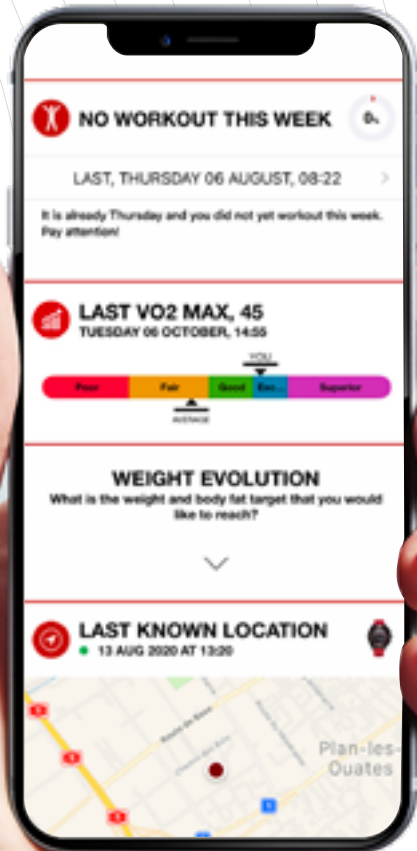 NO WORKOUT THIS WEEK
0%
LAST, THURSDAY 06 AUGUST, 08:22
It is already Thursday and you did not yet workout this week.
Pay attention!
LAST VO2 MAX, 45
TUESDAY 06 OCTOBER, 14:55
YOU
Poor Fair Good Exc... Superior
AVERAGE
WEIGHT EVOLUTION
What is the weight and body fat target that you would
like to reach?
LAST KNOWN LOCATION
13 AUG 2020 AT 13:20
Plan-les-
Ouates